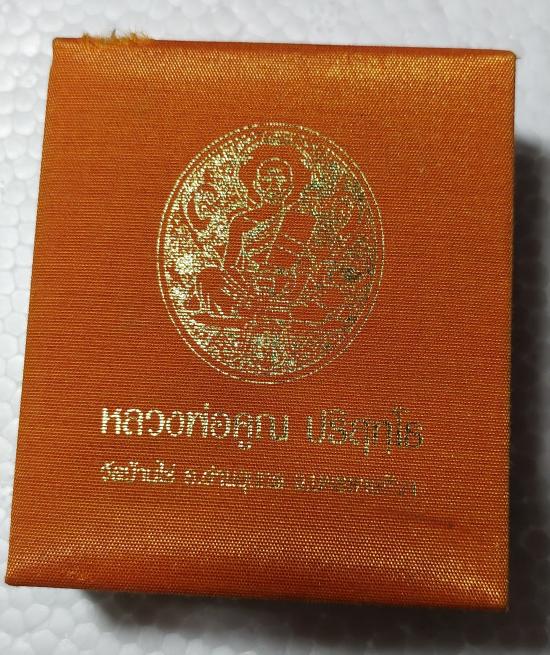 หลวงพ่อคูณ ปริสุทฺโธ
วัดบ้านไร่ อ.ด่านขุนทด จ.นครราชสีมา